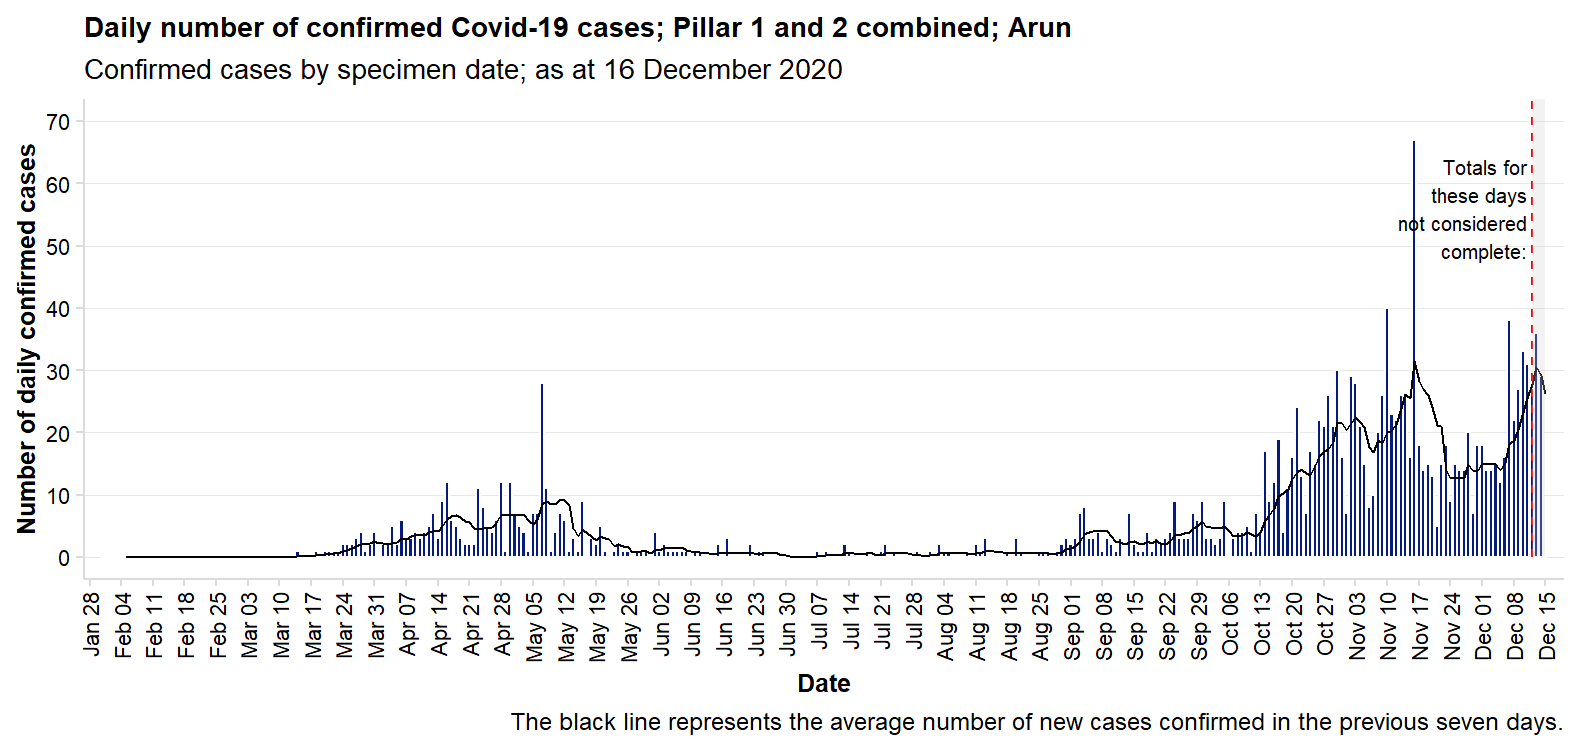 Daily number of confirmed Covid-19 cases; Pillar 1 and 2 combined; Arun
Confirmed cases by specimen date; as at 16 December 2020
Number of daily confirmed cases
70
60
50
40
30
20
10
0
Totals for
these days
not considered
complete:
Jan 28
Feb 04
Feb 11
Feb 18
Feb 25
Mar 03
Mar 10
Mar 17
Mar 24
Mar 31
Apr 07
Apr 14
Apr 21
Apr 28
May 05
May 12
May 19
May 26
Jun 02
Jun 09
Jun 16
Jun 23
Jun 30
Jul 07
Jul 14
Jul 21
Jul 28
Aug 04
Aug 11
Aug 18
Aug 25
Sep 01
Sep 08
Sep 15
Sep 22
Sep 29
Oct 06
Oct 13
Oct 20
Oct 27
Nov 03
Nov 10
Nov 17
Nov 24
Dec 01
Dec 08
Dec 15
Date
The black line represents the average number of new cases confirmed in the previous seven days.